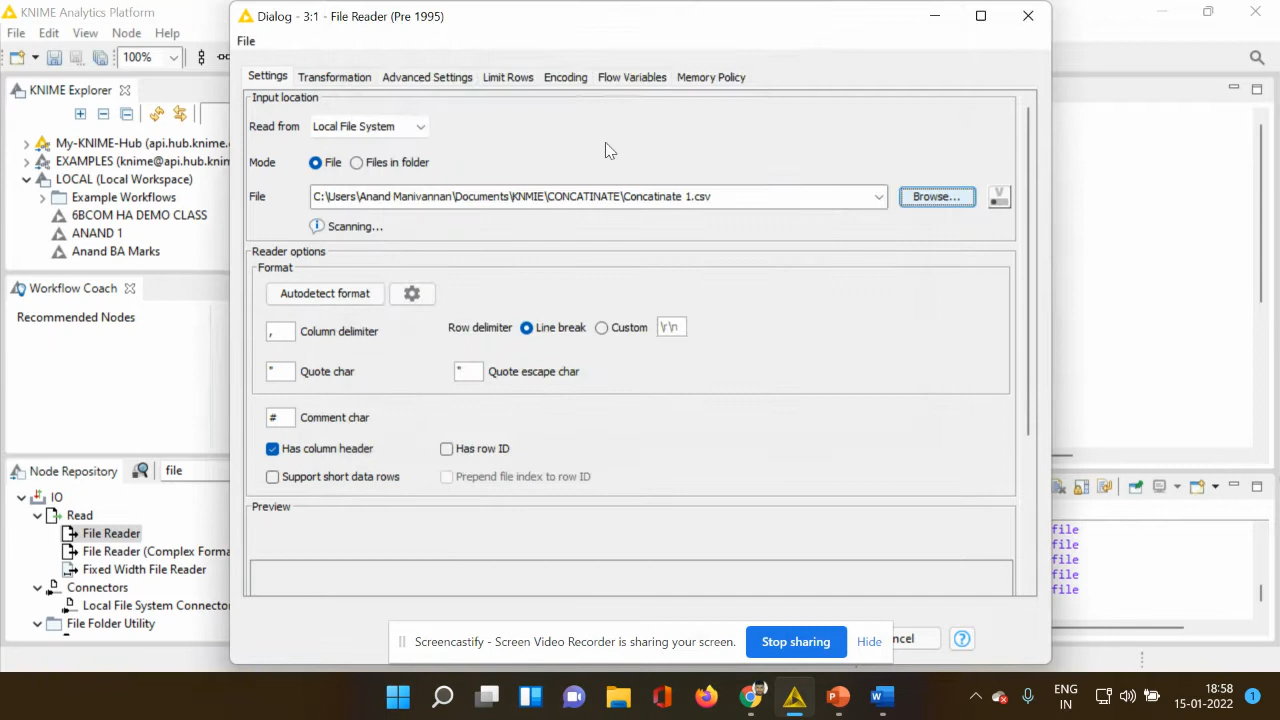 KNIME Analytics Platform
File Edit View Node Help
100%
KNIME Explorer
My-KNIME-Hub (api.hub.knime.
EXAMPLES (knime@api.hub.kni
LOCAL (Local Workspace)
Example Workflows
6BCOM HA DEMO CLASS
ANAND 1
Anand BA Marks
Workflow Coach
Recommended Nodes
Node Repository
file
IO
Read
File Reader
File Reader (Complex Forma
Fixed Width File Reader
Connectors
Local File System Connecto
File Folder Utility
Dialog - 3:1 - File Reader (Pre 1995)
File
Settings Transformation Advanced Settings Limit Rows Encoding Flow Variables Memory Policy
Input location
Read from Local File System
Mode File Files in folder
File C:\Users\Anand Manivannan\Documents\KNMIE\CONCATINATE\Concatinate 1.csv Browse... V
Scanning...
Reader options
Format
Autodetect format
, Column delimiter Row delimiter Line break Custom \r\n
" Quote char " Quote escape char
# Comment char
Has column header Has row ID
Support short data rows Prepend file index to row ID
Preview
ncel ?
file
file
file
file
file
Screencastify - Screen Video Recorder is sharing your screen. Stop sharing Hide
ENG
IN
18:58
15-01-2022
1